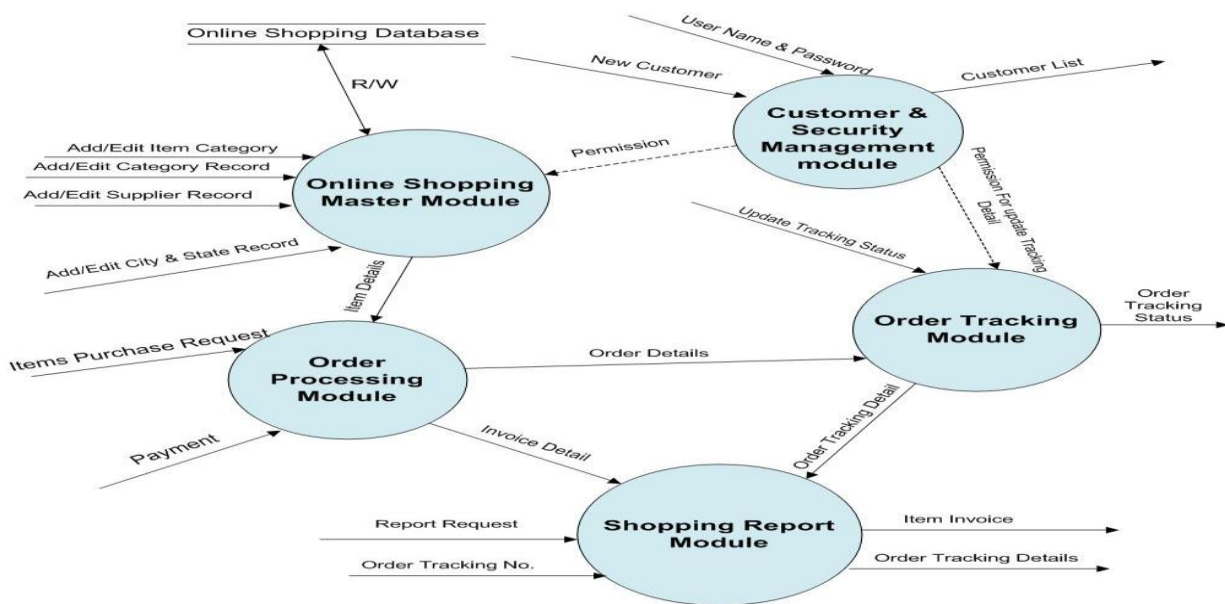 Online Shopping Database
R/W
User Name & Password
New Customer
Customer List
Customer &
Security
Management
module
Permission
Add/Edit Item Category
Add/Edit Category Record
Add/Edit Supplier Record
Add/Edit City & State Record
Online Shopping
Master Module
Permission For update Tracking
Detail
Update Tracking Status
Item Details
Order Tracking
Module
Order
Tracking
Status
Items Purchase Request
Order
Processing
Module
Order Details
Payment
Invoice Detail
Order Tracking Detail
Report Request
Order Tracking No.
Shopping Report
Module
Item Invoice
Order Tracking Details